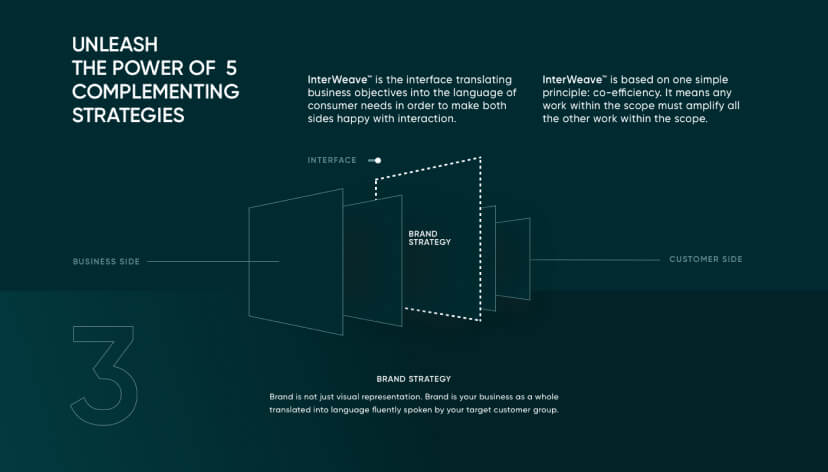 UNLEASH
THE POWER OF 5
COMPLEMENTING
STRATEGIES
InterWeave™ is the interface translating
business objectives into the language of
consumer needs in order to make both
sides happy with interaction.
InterWeave™ is based on one simple
principle: co-efficiency. It means any
work within the scope must amplify all
the other work within the scope.
INTERFACE
BRAND
STRATEGY
BUSINESS SIDE
CUSTOMER SIDE
3
BRAND STRATEGY
Brand is not just visual representation. Brand is your business as a whole
translated into language fluently spoken by your target customer group.